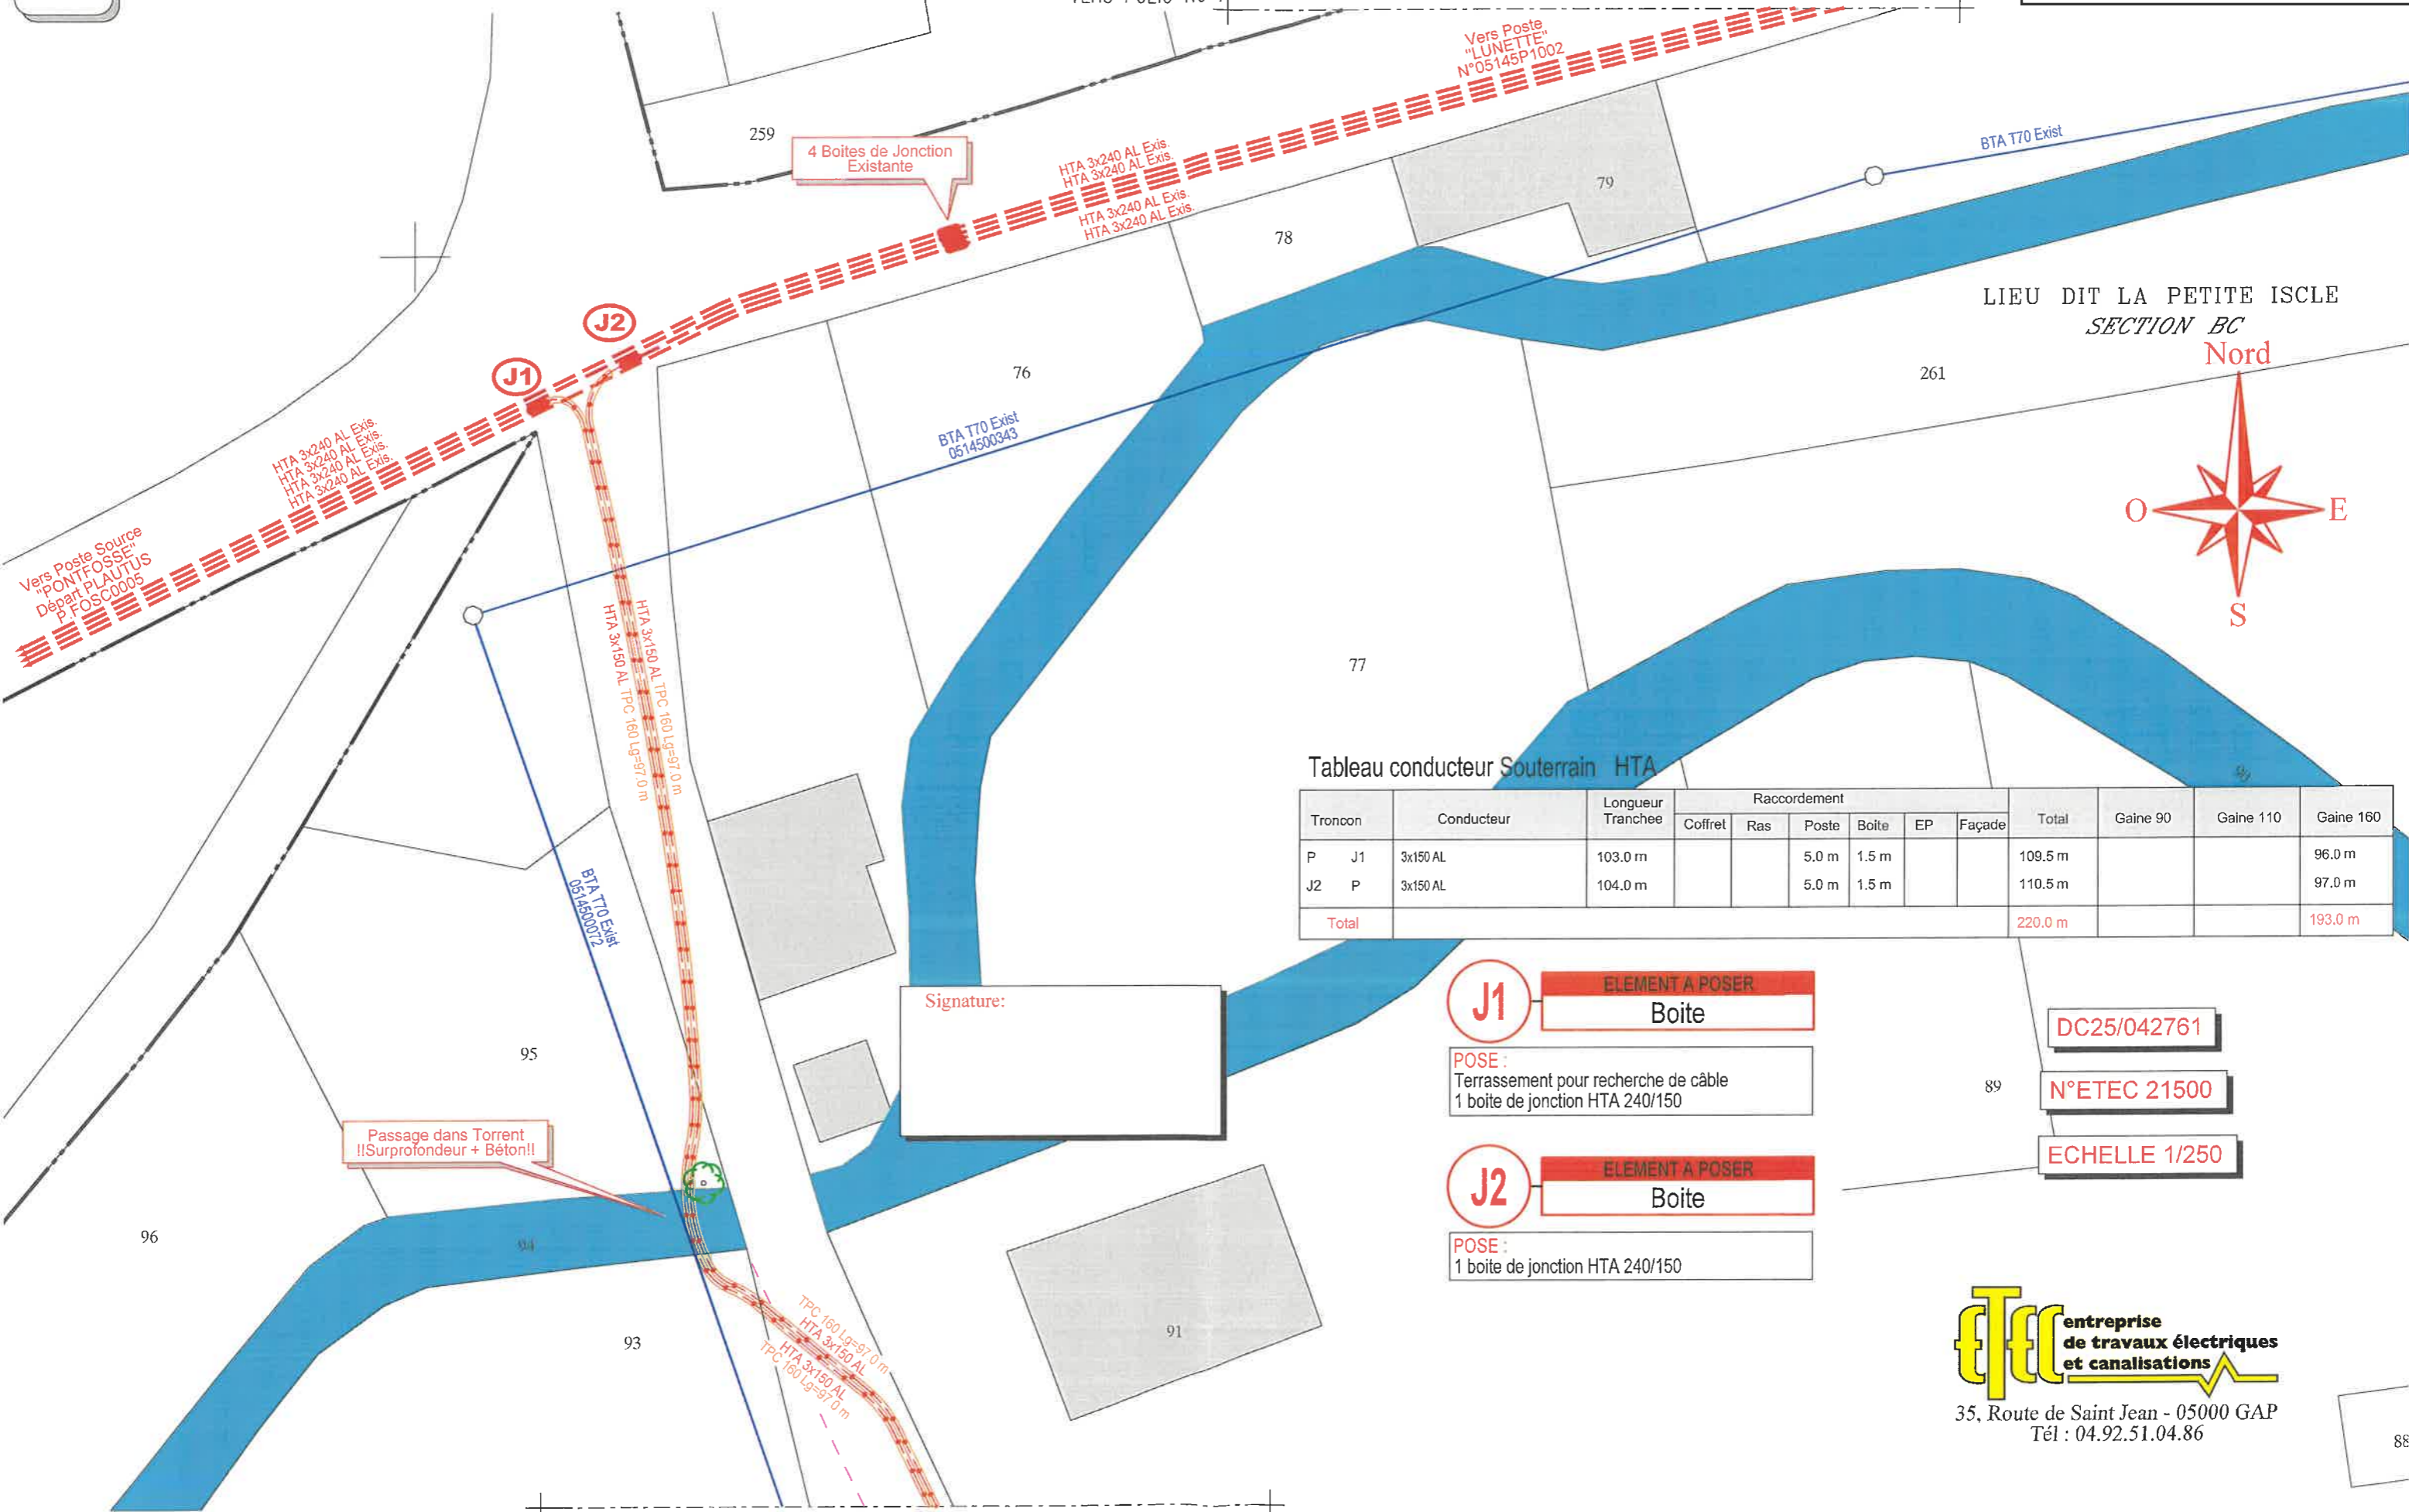 Vers Poste
"LUNETTE"
N°05145P1002
259
4 Boites de Jonction
Existante
HTA 3x240 AL Exis.
HTA 3x240 AL Exis.
HTA 3x240 AL Exis.
HTA 3x240 AL Exis.
79
BTA T70 Exist
78
LIEU DIT LA PETITE ISCLE
SECTION BC
Nord
O
E
S
J2
J1
76
261
BTA T70 Exist
0514500343
HTA 3x240 AL Exis.
HTA 3x240 AL Exis.
HTA 3x240 AL Exis.
HTA 3x240 AL Exis.
Vers Poste Source
"PONTFOSSE"
Départ PLAUTUS
P.FOSC0005
HTA 3x150 AL TPC 160 Lg=97.0 m
HTA 3x150 AL TPC 160 Lg=97.0 m
77
Tableau conducteur Souterrain HTA
Troncon Conducteur Longueur Tranchee Raccordement Total Gaine 90 Gaine 110 Gaine 160
Coffret Ras Poste Boite EP Façade
P J1 3x150 AL 103.0 m 5.0 m 1.5 m 109.5 m 96.0 m
J2 P 3x150 AL 104.0 m 5.0 m 1.5 m 110.5 m 97.0 m
Total 220.0 m 193.0 m
BTA T70 Exist
0514500072
Signature:
J1
ELEMENT A POSER
Boite
POSE :
Terrassement pour recherche de câble
1 boite de jonction HTA 240/150
J2
ELEMENT A POSER
Boite
POSE :
1 boite de jonction HTA 240/150
DC25/042761
N°ETEC 21500
ECHELLE 1/250
89
95
Passage dans Torrent
!!Surprofondeur + Béton!!
96
94
93
91
TPC 160 Lg=97.0 m
HTA 3x150 AL
HTA 3x150 AL
TPC 160 Lg=97.0 m
ETEC
entreprise
de travaux électriques
et canalisations
35, Route de Saint Jean - 05000 GAP
Tél : 04.92.51.04.86
88